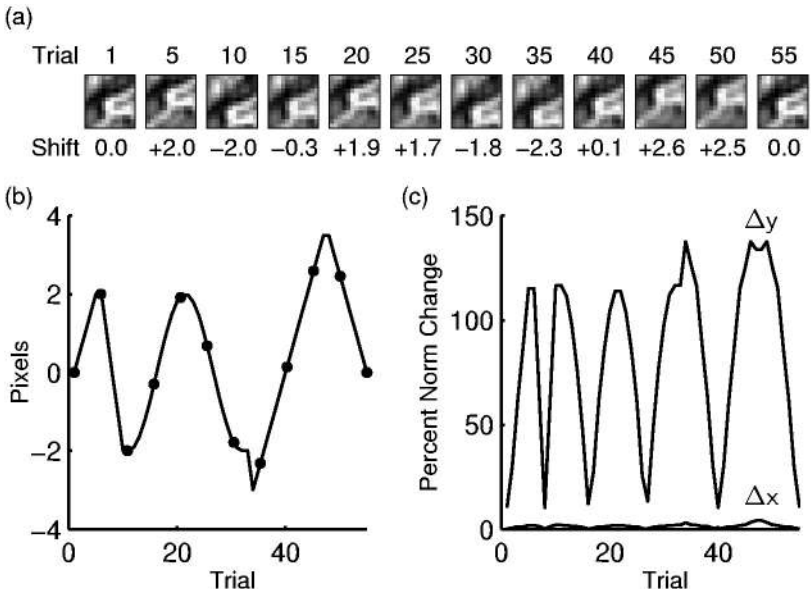 (a)
Trial 1 5 10 15 20 25 30 35 40 45 50 55
Shift 0.0 +2.0 −2.0 −0.3 +1.9 +1.7 −1.8 −2.3 +0.1 +2.6 +2.5 0.0
(b)
4
2
0
−2
−4
Pixels
0 20 40
Trial
(c)
150
100
50
0
Percent Norm Change
Δy
Δx
0 20 40
Trial